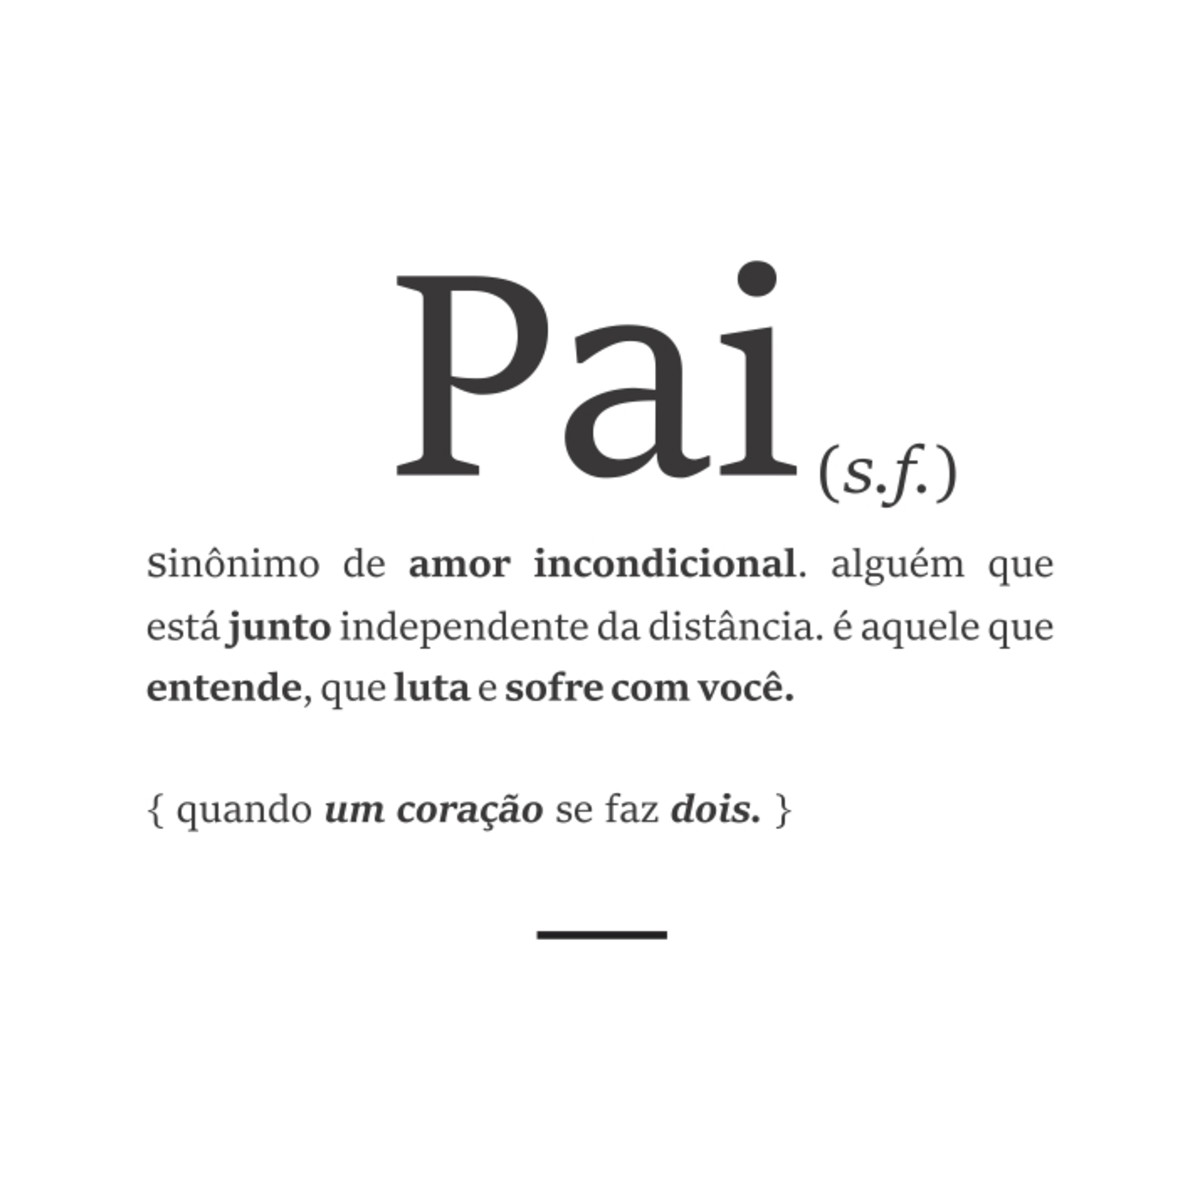 Pai (s.f.)
Sinônimo de amor incondicional. alguém que
está junto independente da distância. é aquele que
entende, que luta e sofre com você.
{ quando um coração se faz dois. }